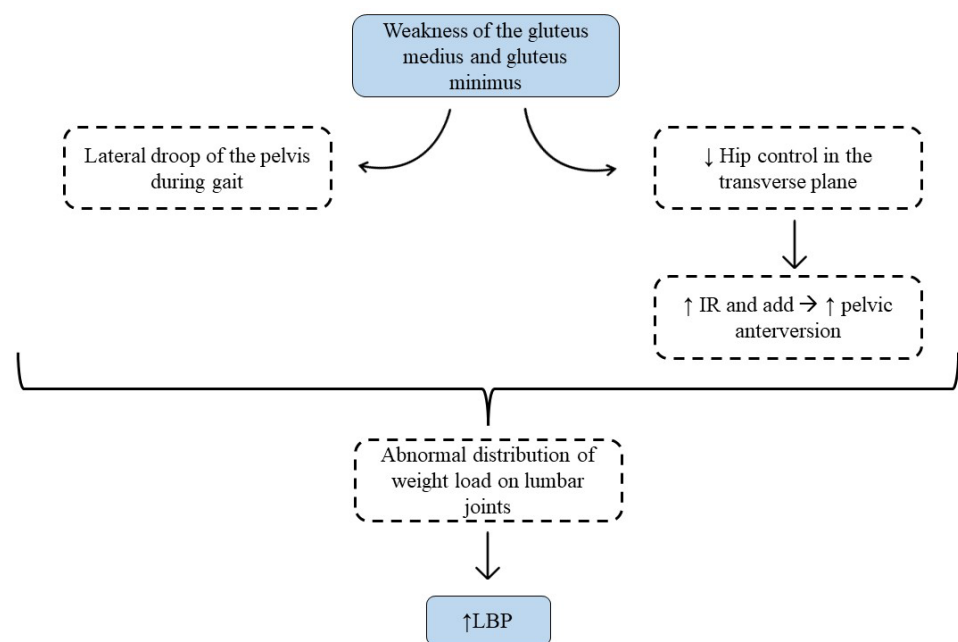 Weakness of the gluteus
medius and gluteus
minimus
Lateral droop of the pelvis
during gait
↓ Hip control in the
transverse plane
↑ IR and add → ↑ pelvic
anterversion
Abnormal distribution of
weight load on lumbar
joints
↑LBP